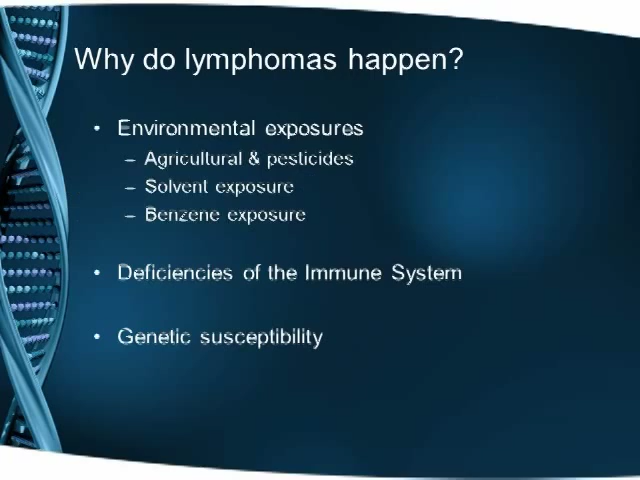 Why do lymphomas happen?
• Environmental exposures
– Agricultural & pesticides
– Solvent exposure
– Benzene exposure
• Deficiencies of the Immune System
• Genetic susceptibility